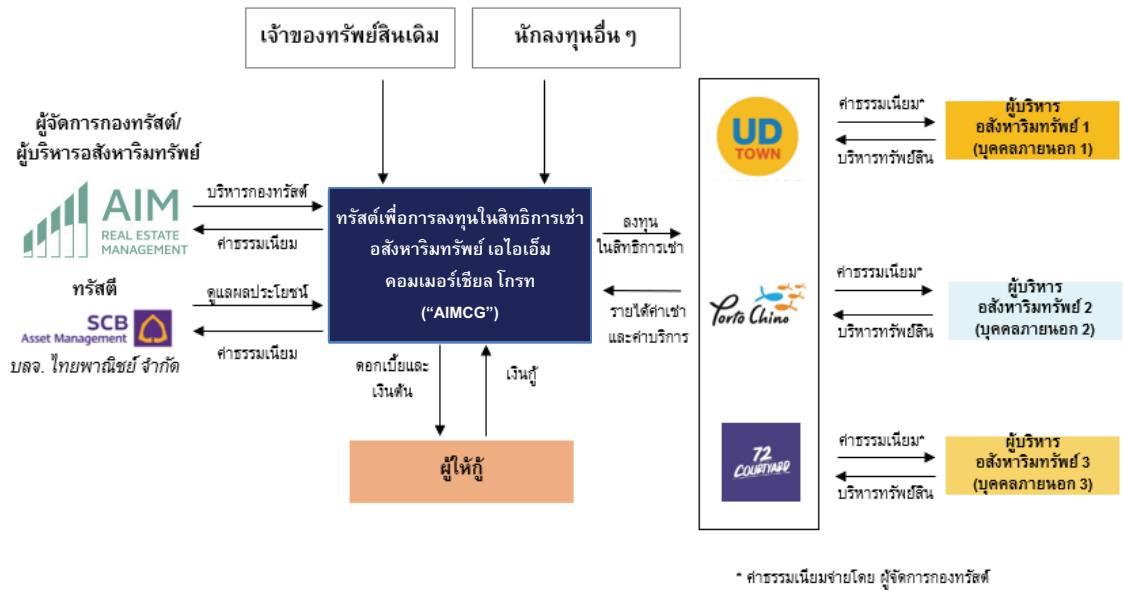 เจ้าของทรัพย์สินเดิม
นักลงทุนอื่น ๆ
ผู้จัดการกองทรัสต์/
ผู้บริหารอสังหาริมทรัพย์
AIM
REAL ESTATE
MANAGEMENT
บริหารกองทรัสต์
ค่าธรรมเนียม
ทรัสตี
SCB
Asset Management
บลจ. ไทยพาณิชย์ จำกัด
ดูแลผลประโยชน์
ค่าธรรมเนียม
ทรัสต์เพื่อการลงทุนในสิทธิการเช่า
อสังหาริมทรัพย์ เอไอเอ็ม
คอมเมอร์เชียล โกรท
(“AIMCG”)
ดอกเบี้ยและ
เงินต้น
เงินกู้
ผู้ให้กู้
ลงทุน
ในสิทธิการเช่า
รายได้ค่าเช่า
และค่าบริการ
UD
TOWN
ค่าธรรมเนียม*
บริหารทรัพย์สิน
ผู้บริหาร
อสังหาริมทรัพย์ 1
(บุคคลภายนอก 1)
Porto Chino
ค่าธรรมเนียม*
บริหารทรัพย์สิน
ผู้บริหาร
อสังหาริมทรัพย์ 2
(บุคคลภายนอก 2)
72
COURTYARD
ค่าธรรมเนียม*
บริหารทรัพย์สิน
ผู้บริหาร
อสังหาริมทรัพย์ 3
(บุคคลภายนอก 3)
* ค่าธรรมเนียมจ่ายโดย ผู้จัดการกองทรัสต์